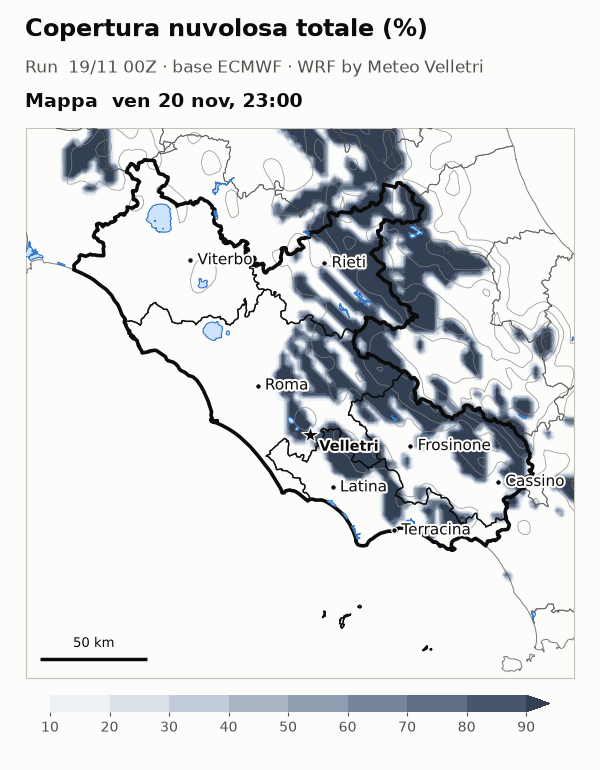 Copertura nuvolosa totale (%)
Run  19/11 00Z · base ECMWF · WRF by Meteo Velletri
Mappa  ven 20 nov, 23:00
Viterbo
Rieti
Roma
Velletri
Frosinone
Cassino
Latina
Terracina
50 km
10 20 30 40 50 60 70 80 90